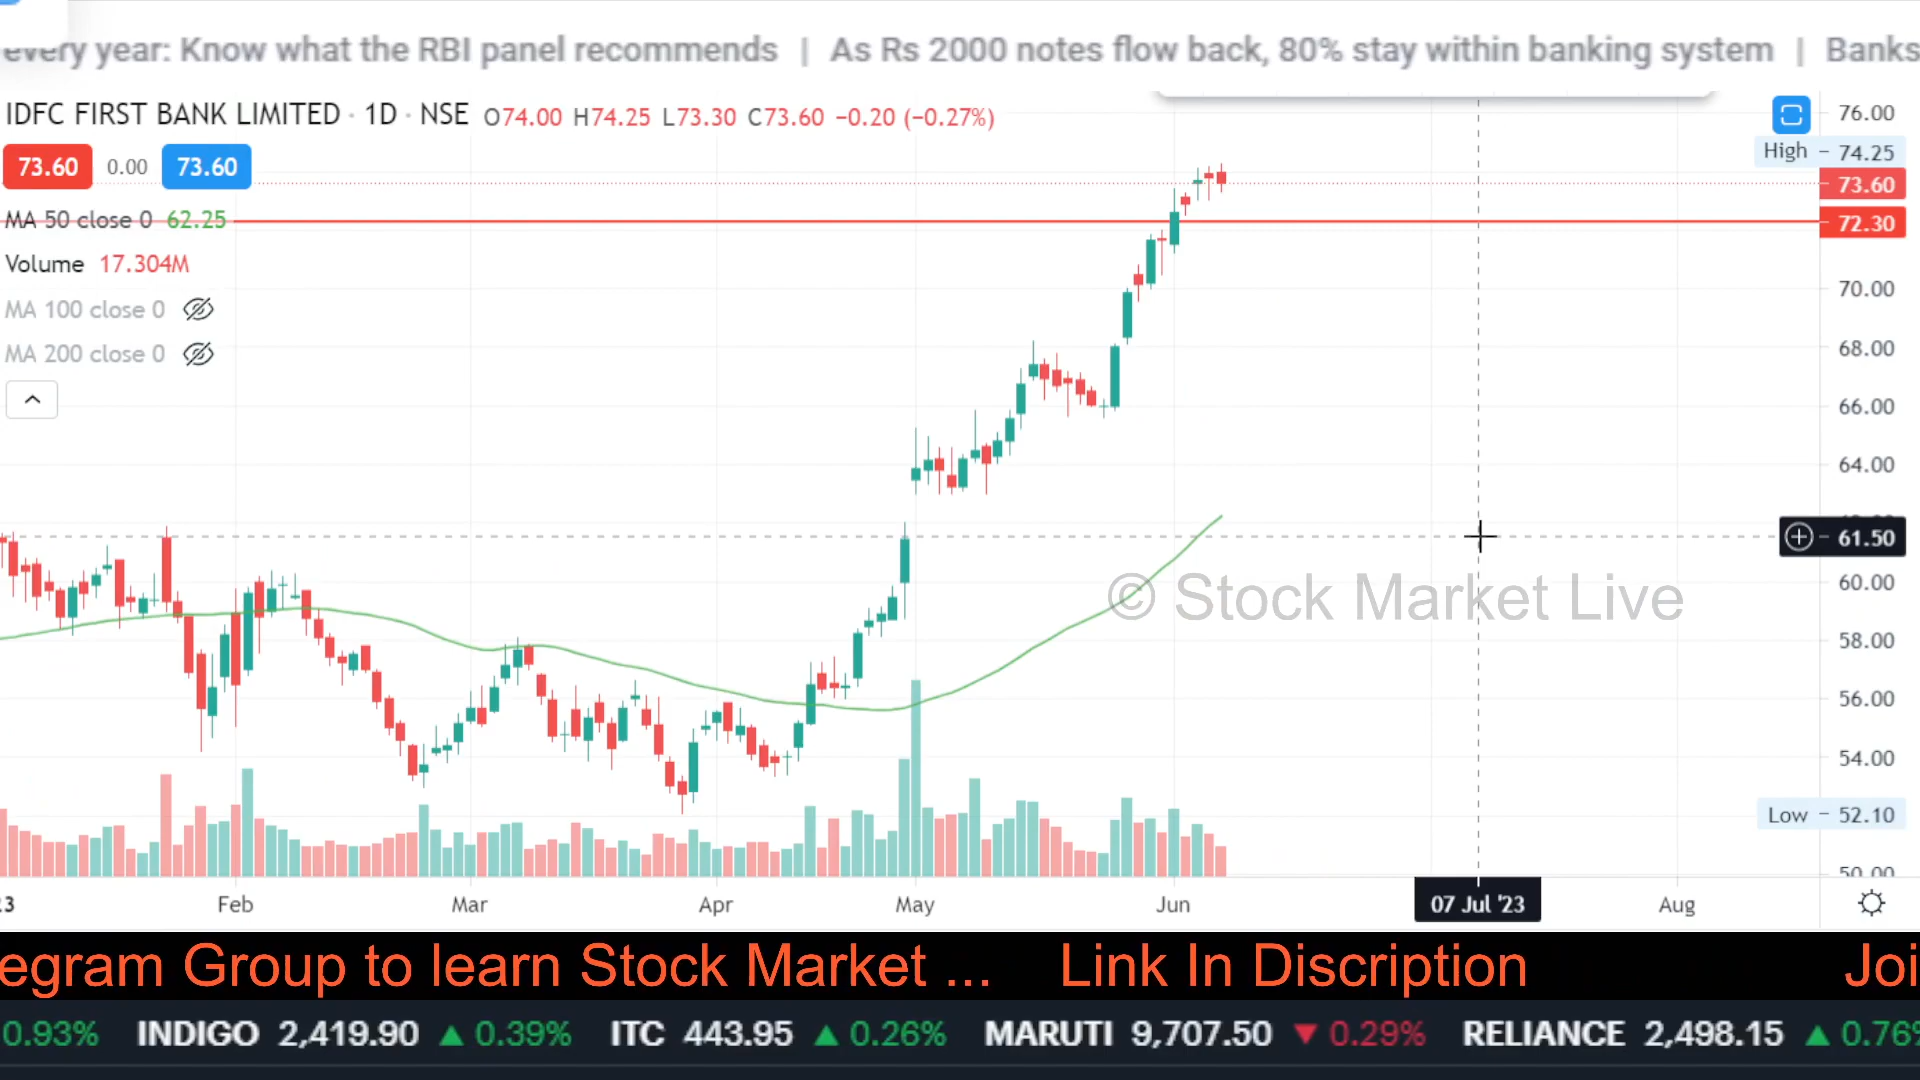 every year: Know what the RBI panel recommends | As Rs 2000 notes flow back, 80% stay within banking system | Banks
IDFC FIRST BANK LIMITED · 1D · NSE O74.00 H74.25 L73.30 C73.60 −0.20 (−0.27%)
73.60 0.00 73.60
MA 50 close 0 62.25
Volume 17.304M
MA 100 close 0
MA 200 close 0
76.00
High 74.25
73.60
72.30
70.00
68.00
66.00
64.00
61.50
60.00
58.00
56.00
54.00
Low 52.10
50.00
© Stock Market Live
23 Feb Mar Apr May Jun 07 Jul '23 Aug
egram Group to learn Stock Market ... Link In Discription Joi
0.93% INDIGO 2,419.90 ▲ 0.39% ITC 443.95 ▲ 0.26% MARUTI 9,707.50 ▼ 0.29% RELIANCE 2,498.15 ▲ 0.76%